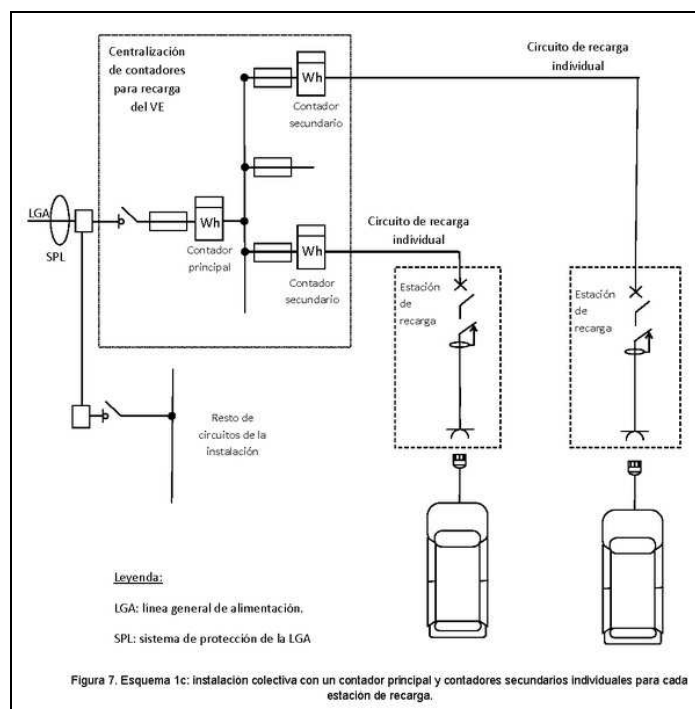 Centralización
de contadores
para recarga
del VE
Wh
Contador
secundario
Circuito de recarga
individual
LGA
SPL
Wh
Contador
principal
Wh
Contador
secundario
Circuito de recarga
individual
Estación
de
recarga
Estación
de
recarga
Resto de
circuitos de la
instalación
Leyenda:
LGA: línea general de alimentación.
SPL: sistema de protección de la LGA
Figura 7. Esquema 1c: instalación colectiva con un contador principal y contadores secundarios individuales para cada
estación de recarga.